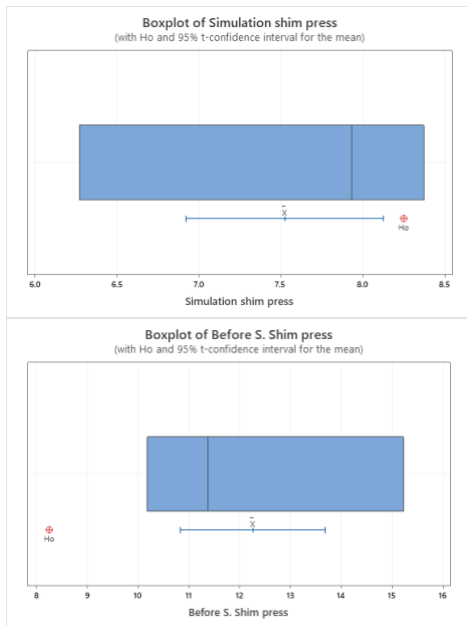 Boxplot of Simulation shim press
(with Ho and 95% t-confidence interval for the mean)
X̄
Ho
6.0 6.5 7.0 7.5 8.0 8.5
Simulation shim press
Boxplot of Before S. Shim press
(with Ho and 95% t-confidence interval for the mean)
X̄
Ho
8 9 10 11 12 13 14 15 16
Before S. Shim press